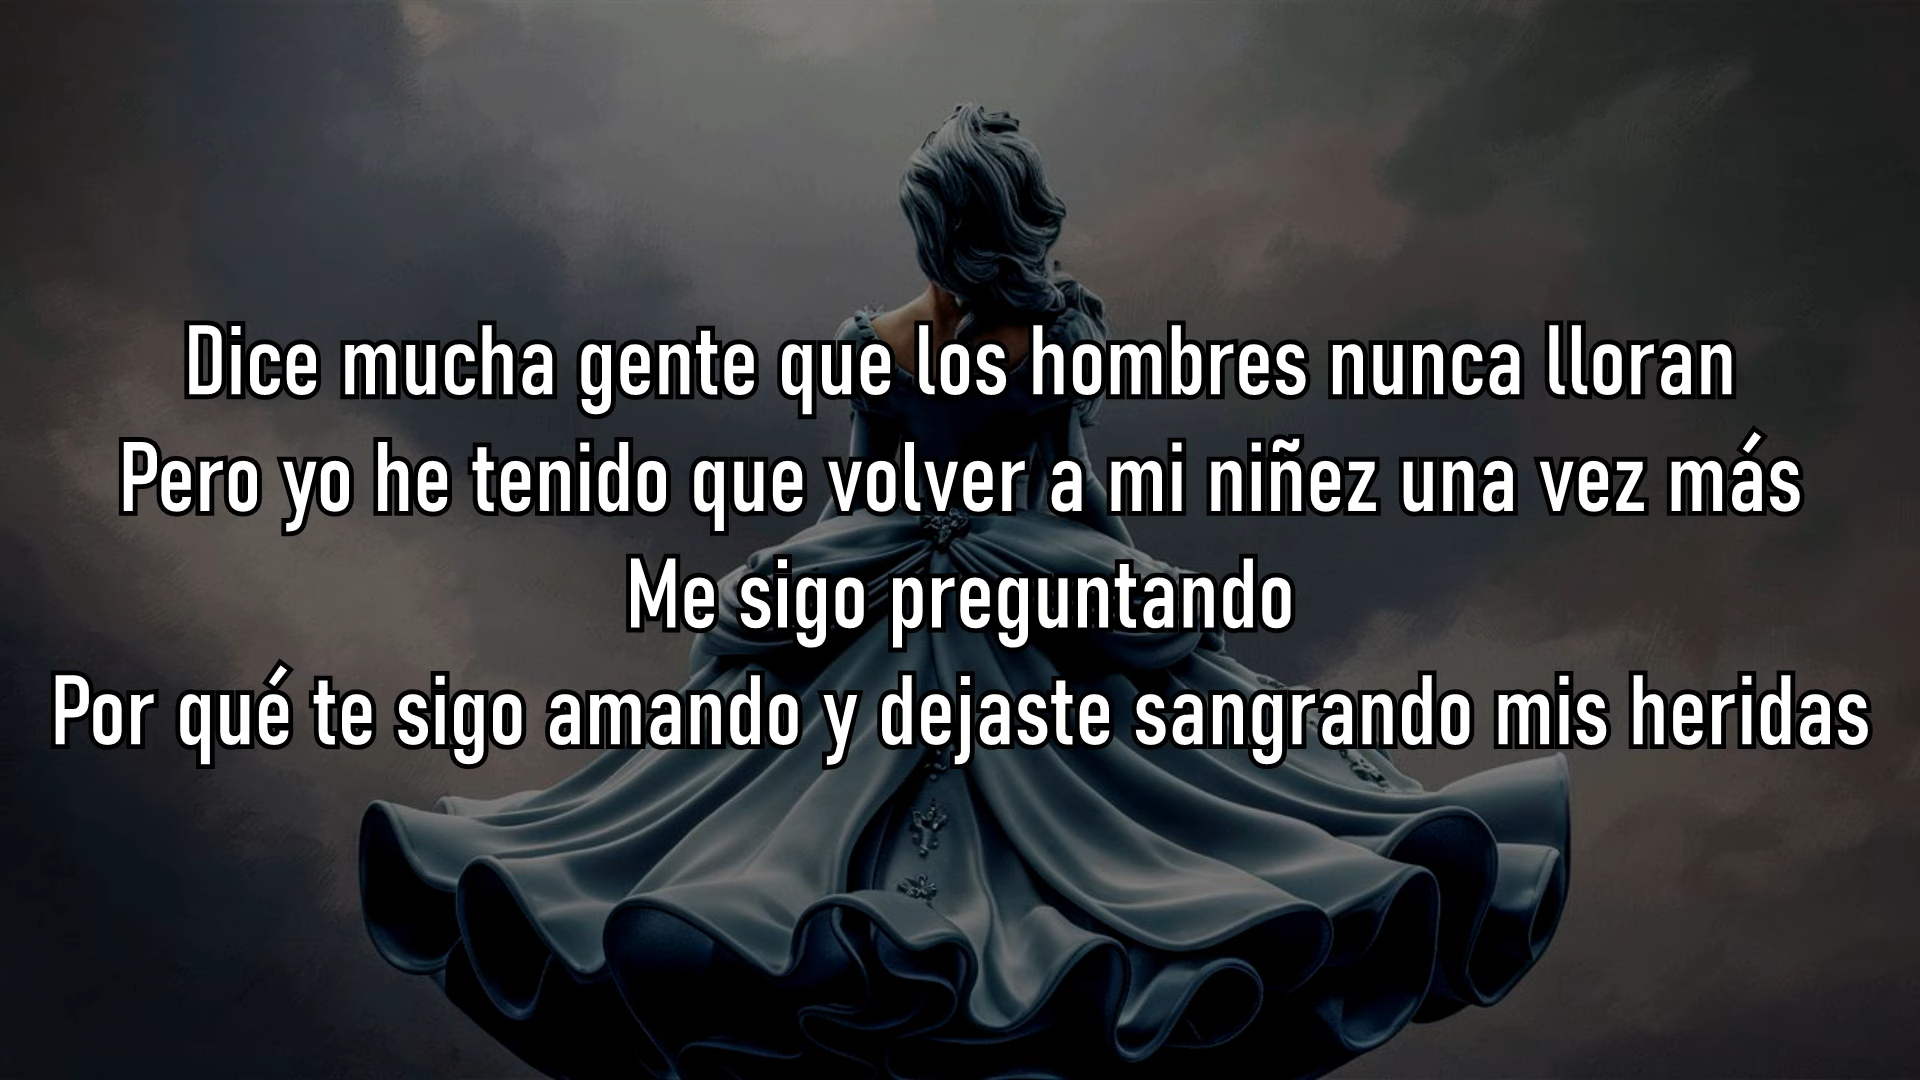 Dice mucha gente que los hombres nunca lloran
Pero yo he tenido que volver a mi niñez una vez más
Me sigo preguntando
Por qué te sigo amando y dejaste sangrando mis heridas